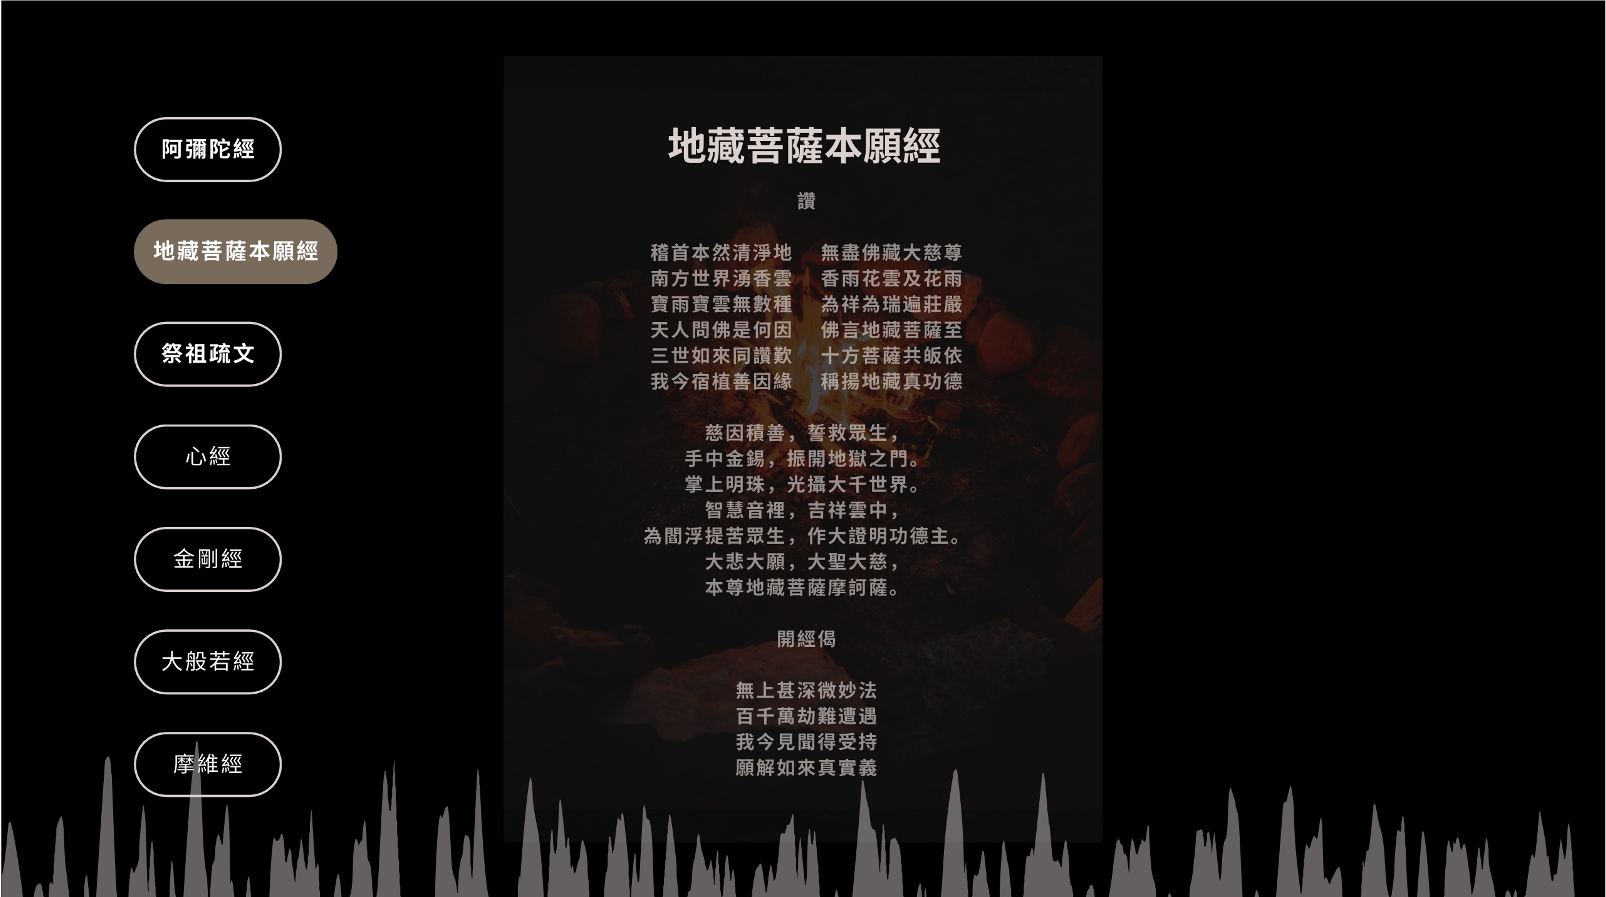 阿彌陀經
地藏菩薩本願經
祭祖疏文
心經
金剛經
大般若經
摩維經
地藏菩薩本願經
讚
稽首本然清淨地　無盡佛藏大慈尊
南方世界湧香雲　香雨花雲及花雨
寶雨寶雲無數種　為祥為瑞遍莊嚴
天人問佛是何因　佛言地藏菩薩至
三世如來同讚歎　十方菩薩共皈依
我今宿植善因緣　稱揚地藏真功德
慈因積善，誓救眾生，
手中金錫，振開地獄之門。
掌上明珠，光攝大千世界。
智慧音裡，吉祥雲中，
為閻浮提苦眾生，作大證明功德主。
大悲大願，大聖大慈，
本尊地藏菩薩摩訶薩。
開經偈
無上甚深微妙法
百千萬劫難遭遇
我今見聞得受持
願解如來真實義